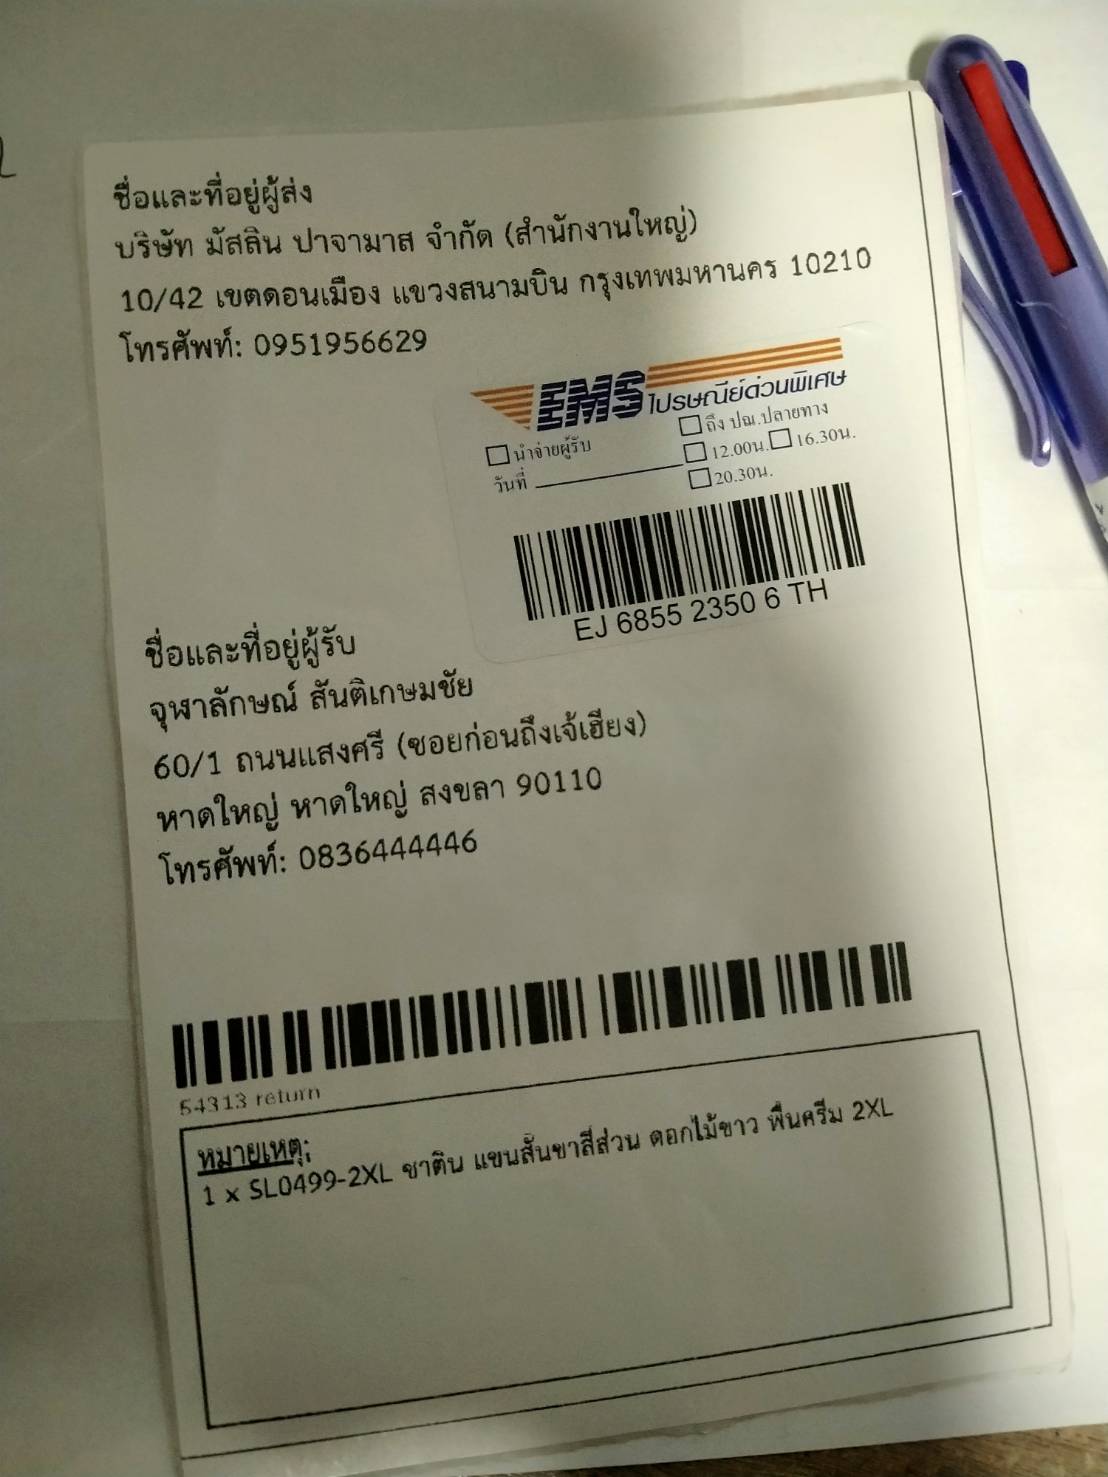 ชื่อและที่อยู่ผู้ส่ง
บริษัท มัสลิน ปาจามาส จำกัด (สำนักงานใหญ่)
10/42 เขตดอนเมือง แขวงสนามบิน กรุงเทพมหานคร 10210
โทรศัพท์: 0951956629
EMS ไปรษณีย์ด่วนพิเศษ
นำจ่ายผู้รับ
ถึง ปณ.ปลายทาง
วันที่
12.00น. 16.30น.
20.30น.
EJ 6855 2350 6 TH
ชื่อและที่อยู่ผู้รับ
จุฬาลักษณ์ สันติเกษมชัย
60/1 ถนนแสงศรี (ซอยก่อนถึงเจ้เฮียง)
หาดใหญ่ หาดใหญ่ สงขลา 90110
โทรศัพท์: 0836444446
54313 return
หมายเหตุ:
1 x SL0499-2XL ซาติน แขนสั้นขาสี่ส่วน ดอกไม้ขาว พื้นครีม 2XL